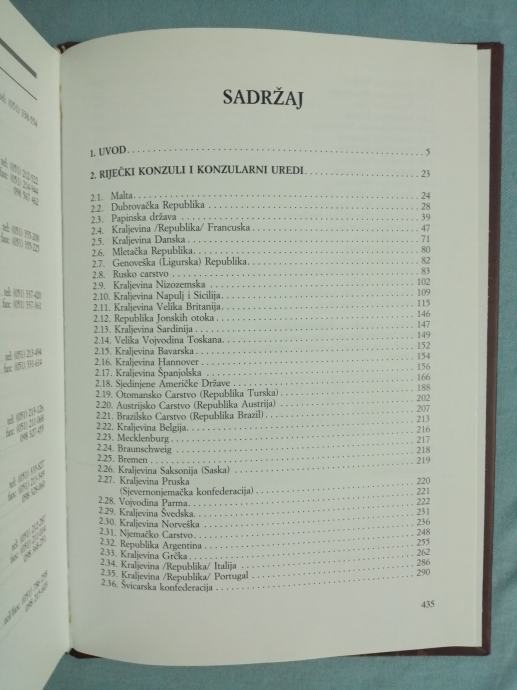 SADRŽAJ
1. UVOD 5
2. RIJEČKI KONZULI I KONZULARNI UREDI 23
2.1. Malta 24
2.2. Dubrovačka Republika 28
2.3. Papinska država 39
2.4. Kraljevina /Republika/ Francuska 47
2.5. Kraljevina Danska 71
2.6. Mletačka Republika 80
2.7. Genoveška (Ligurska) Republika 82
2.8. Rusko carstvo 83
2.9. Kraljevina Nizozemska 102
2.10. Kraljevina Napulj i Sicilija 109
2.11. Kraljevina Velika Britanija 115
2.12. Republika Jonskih otoka 146
2.13. Kraljevina Sardinija 147
2.14. Velika Vojvodina Toskana 149
2.15. Kraljevina Bavarska 152
2.16. Kraljevina Hannover 154
2.17. Kraljevina Španjolska 156
2.18. Sjedinjene Američke Države 166
2.19. Otomansko Carstvo (Republika Turska) 188
2.20. Austrijsko Carstvo (Republika Austrija) 202
2.21. Brazilsko Carstvo (Republika Brazil) 207
2.22. Kraljevina Belgija 213
2.23. Mecklenburg 216
2.24. Braunschweig 217
2.25. Bremen 218
2.26. Kraljevina Saksonija (Saska) 219
2.27. Kraljevina Pruska
(Sjevernonjemačka konfederacija) 220
2.28. Vojvodina Parma 221
2.29. Kraljevina Švedska 222
2.30. Kraljevina Norveška 231
2.31. Njemačko Carstvo 236
2.32. Republika Argentina 248
2.33. Kraljevina Grčka 255
2.34. Kraljevina /Republika/ Italija 262
2.35. Kraljevina /Republika/ Portugal 286
2.36. Švicarska konfederacija 290
435